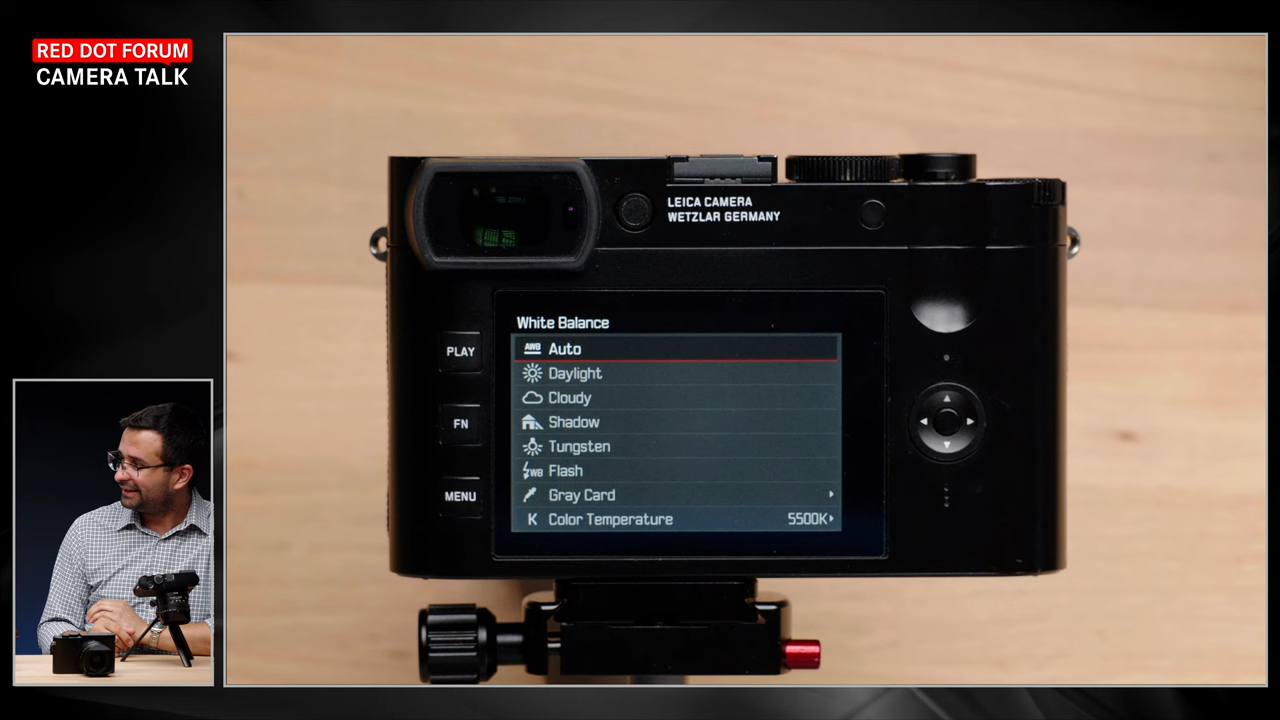 RED DOT FORUM
CAMERA TALK
LEICA CAMERA
WETZLAR GERMANY
White Balance
PLAY
FN
MENU
AWB Auto
Daylight
Cloudy
Shadow
Tungsten
WB Flash
Gray Card
K Color Temperature 5500K